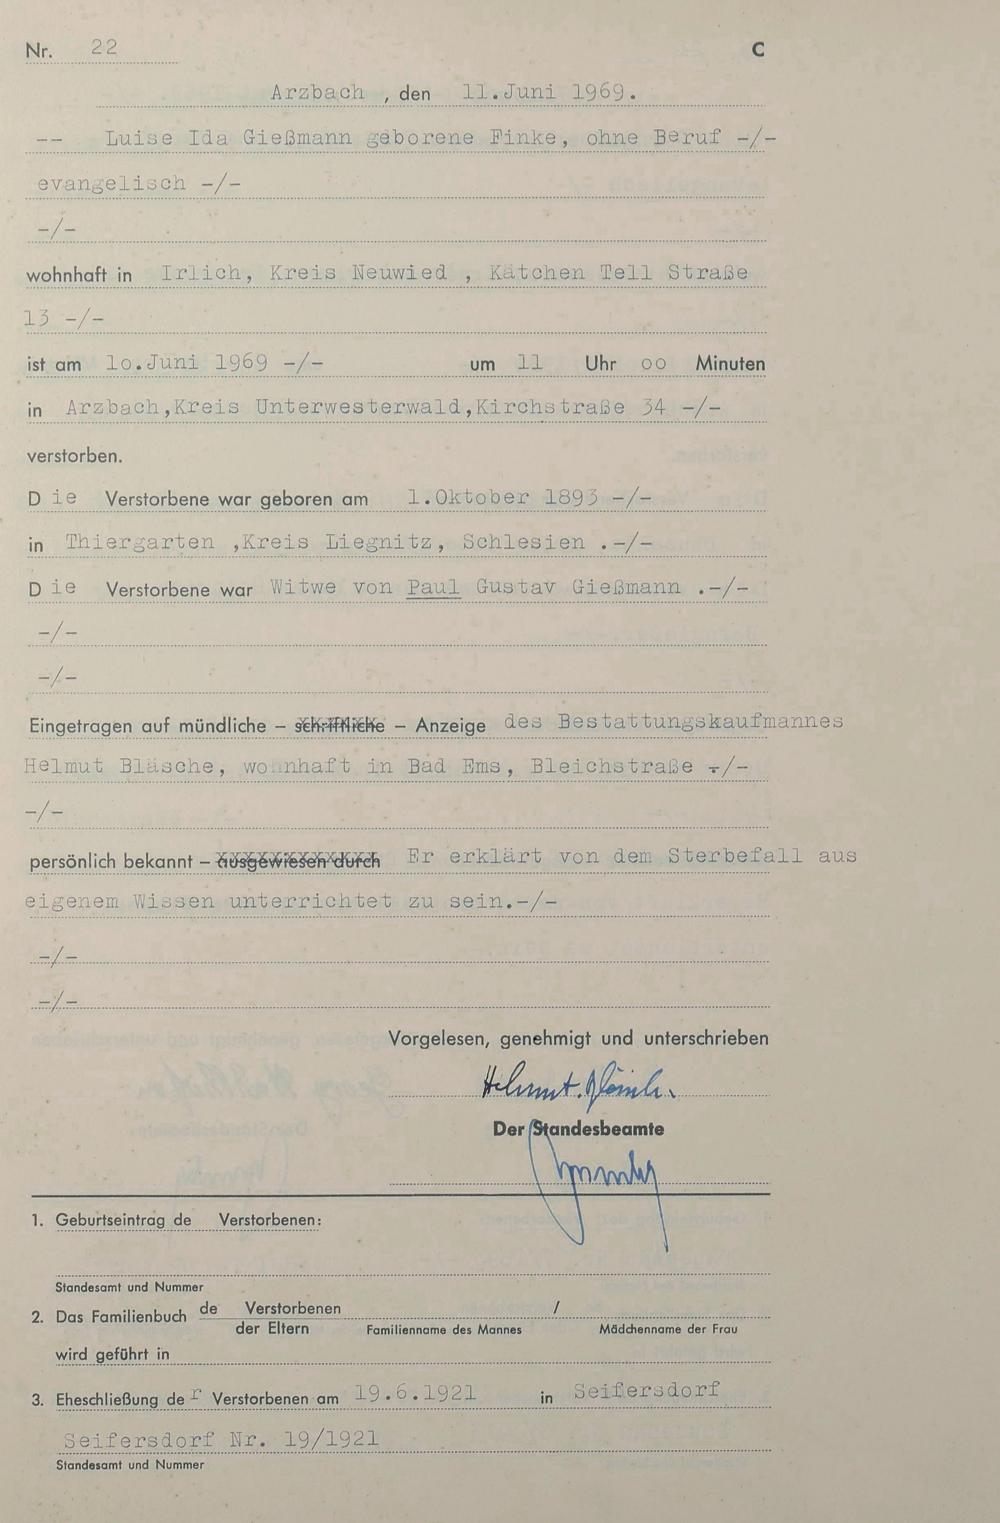 Nr. 22 C
Arzbach , den 11.Juni 1969.
-- Luise Ida Gießmann geborene Finke, ohne Beruf -/-
evangelisch -/-
-/-
wohnhaft in Irlich, Kreis Neuwied , Kätchen Tell Straße
13 -/-
ist am 1o.Juni 1969 -/- um 11 Uhr oo Minuten
in Arzbach,Kreis Unterwesterwald,Kirchstraße 34 -/-
verstorben.
Die Verstorbene war geboren am 1.Oktober 1893 -/-
in Thiergarten ,Kreis Liegnitz, Schlesien .-/-
Die Verstorbene war Witwe von Paul Gustav Gießmann .-/-
-/-
-/-
Eingetragen auf mündliche – schriftliche – Anzeige des Bestattungskaufmannes
Helmut Bläsche, wohnhaft in Bad Ems, Bleichstraße -/-
-/-
persönlich bekannt – ausgewiesen durch Er erklärt von dem Sterbefall aus
eigenem Wissen unterrichtet zu sein.-/-
-/-
-/-
Vorgelesen, genehmigt und unterschrieben
Helmut
Der Standesbeamte
1. Geburtseintrag de Verstorbenen:
Standesamt und Nummer
2. Das Familienbuch de Verstorbenen /
der Eltern Familienname des Mannes Mädchenname der Frau
wird geführt in
3. Eheschließung der Verstorbenen am 19.6.1921 in Seifersdorf
Seifersdorf Nr. 19/1921
Standesamt und Nummer